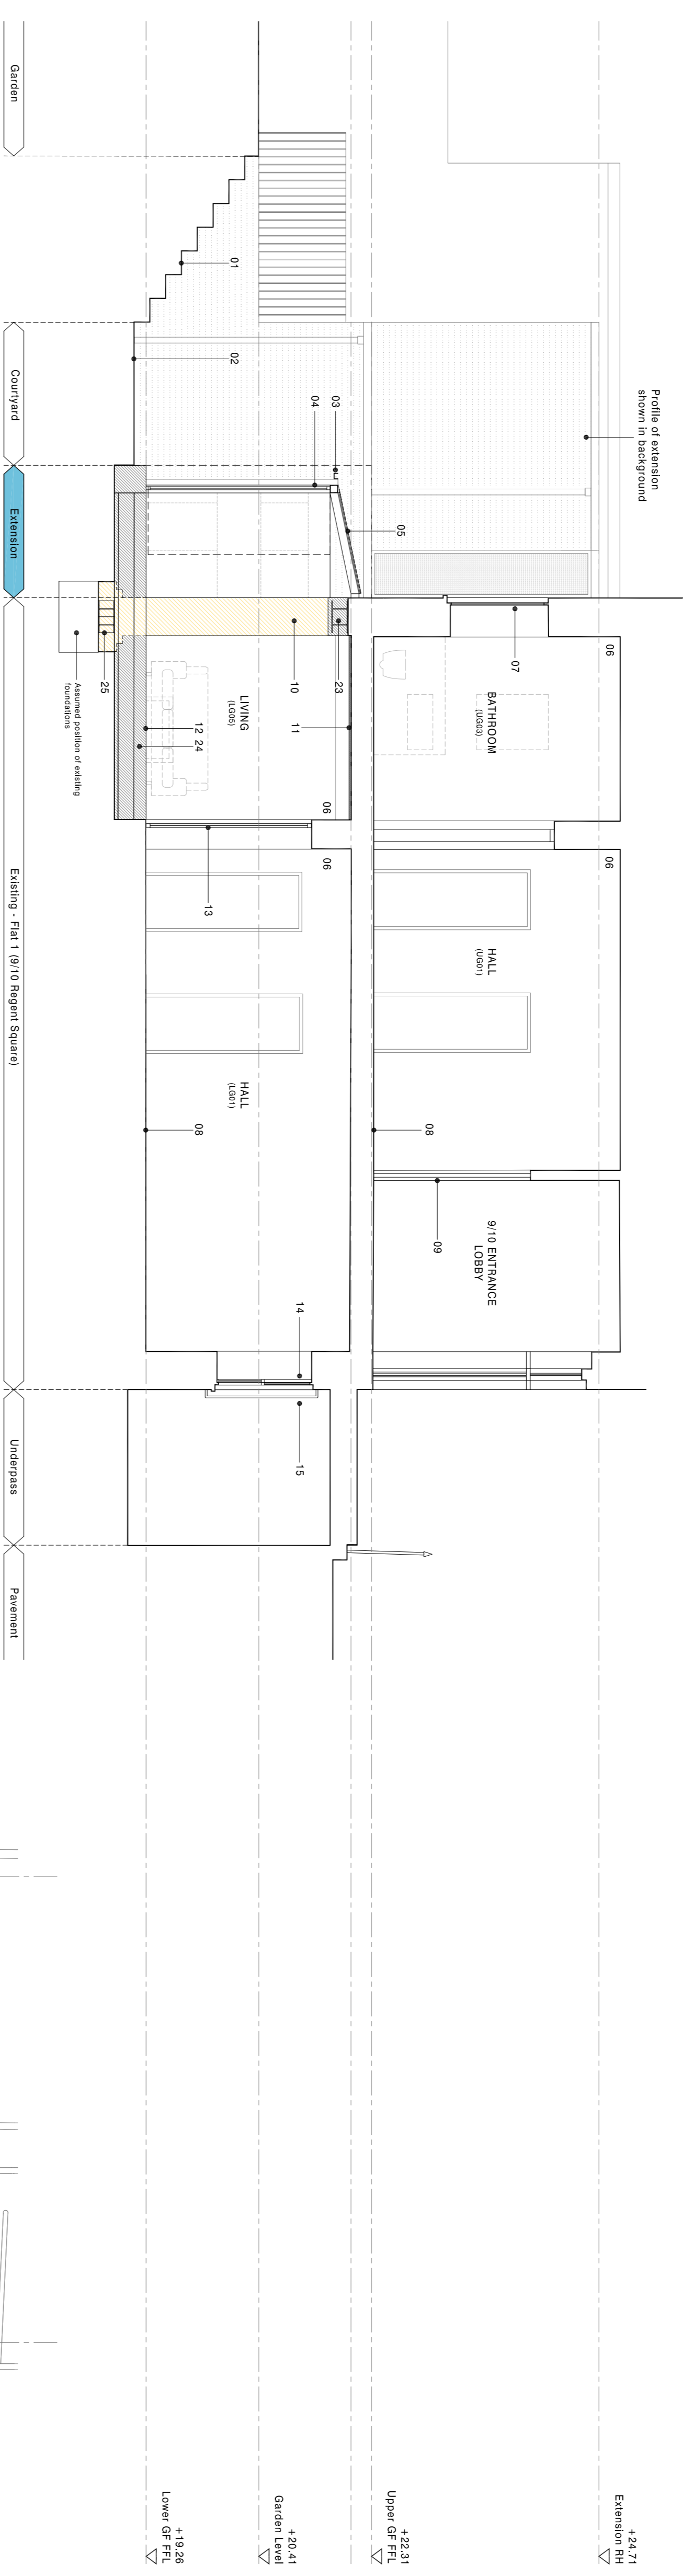 Profile of extension
shown in background
+24.71
Extension RH
+22.31
Upper GF FFL
+20.41
Garden Level
+19.26
Lower GF FFL
06
06
07
BATHROOM
(UG03)
HALL
(UG01)
9/10 ENTRANCE
LOBBY
09
08
05
03
04
23
11
06
06
14
15
10
LIVING
(LG05)
HALL
(LG01)
01
02
13
12 24
08
25
Assumed position of existing
foundations
Garden
Courtyard
Extension
Existing - Flat 1 (9/10 Regent Square)
Underpass
Pavement